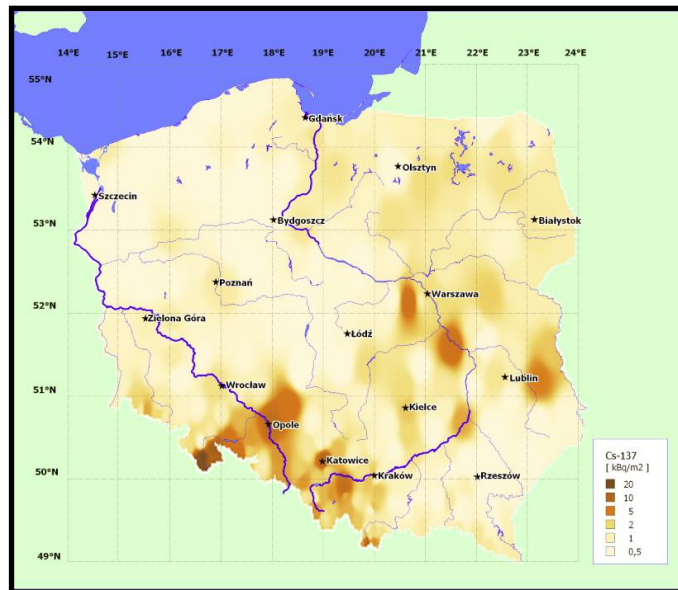 14°E 15°E 16°E 17°E 18°E 19°E 20°E 21°E 22°E 23°E 24°E
55°N
Gdańsk
54°N
Olsztyn
Szczecin
53°N
Bydgoszcz
Białystok
Poznań
Warszawa
52°N
Zielona Góra
Łódź
51°N
Wrocław
Lublin
Kielce
Opole
Katowice
50°N
Kraków
Rzeszów
49°N
Cs-137
[ kBq/m2 ]
20
10
5
2
1
0,5